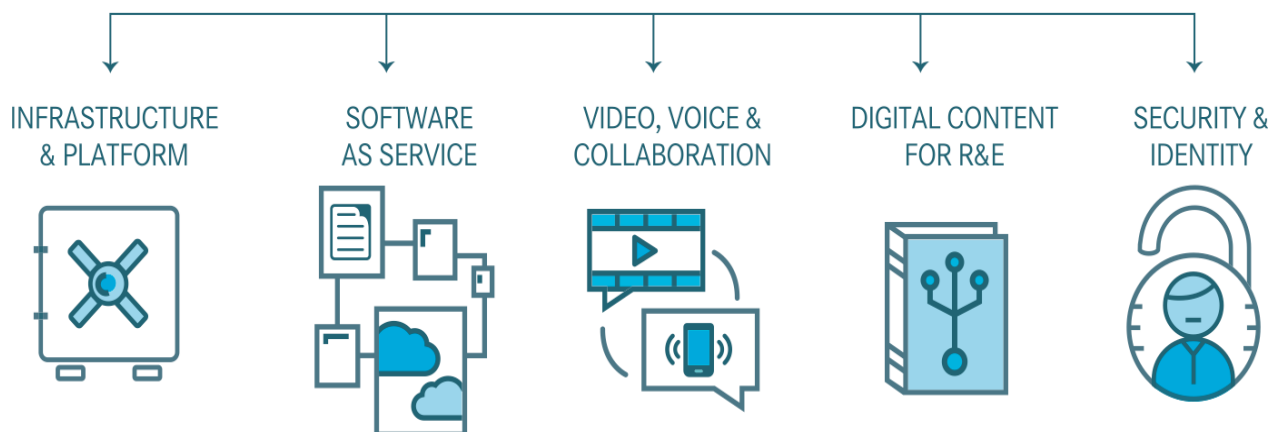 INFRASTRUCTURE
& PLATFORM
SOFTWARE
AS SERVICE
VIDEO, VOICE &
COLLABORATION
DIGITAL CONTENT
FOR R&E
SECURITY &
IDENTITY